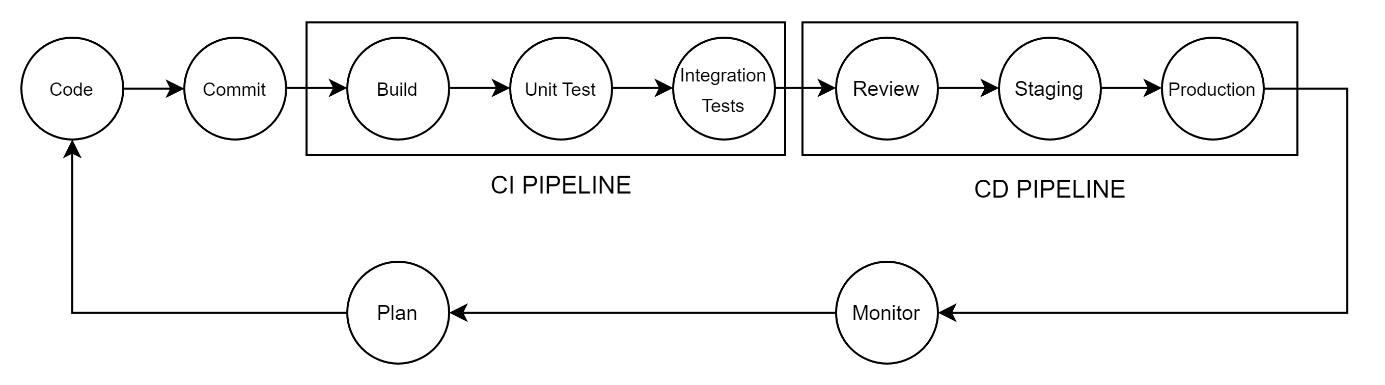 Code
Commit
Build
Unit Test
Integration
Tests
Review
Staging
Production
CI PIPELINE
CD PIPELINE
Plan
Monitor